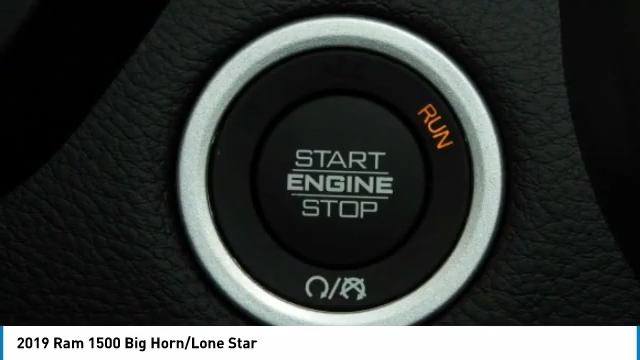 RUN
START
ENGINE
STOP
2019 Ram 1500 Big Horn/Lone Star